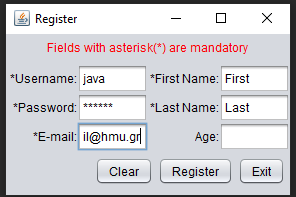 Register
Fields with asterisk(*) are mandatory
*Username: java *First Name: First
*Password: ****** *Last Name: Last
*E-mail: il@hmu.gr Age:
Clear Register Exit